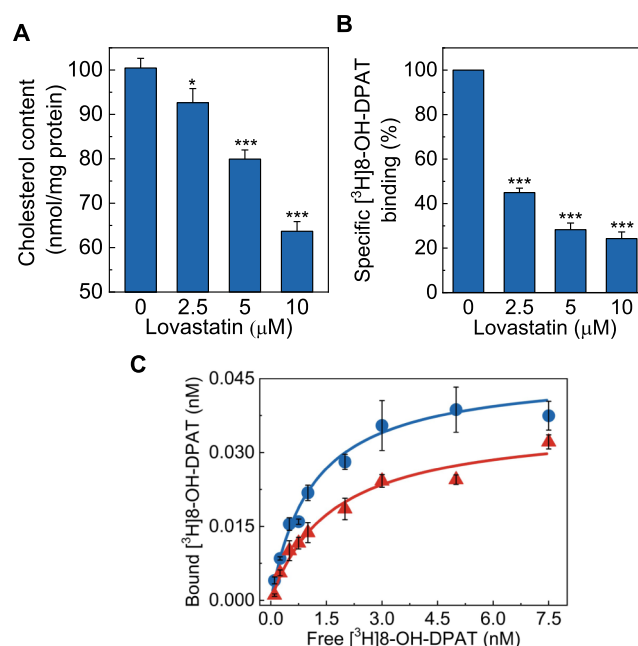 A
Cholesterol content
(nmol/mg protein)
100
90
80
70
60
50
*
***
***
0 2.5 5 10
Lovastatin (μM)
B
Specific [³H]8-OH-DPAT
binding (%)
100
80
60
40
20
0
***
***
***
0 2.5 5 10
Lovastatin (μM)
C
Bound [³H]8-OH-DPAT (nM)
0.045
0.030
0.015
0.000
0.0 1.5 3.0 4.5 6.0 7.5
Free [³H]8-OH-DPAT (nM)